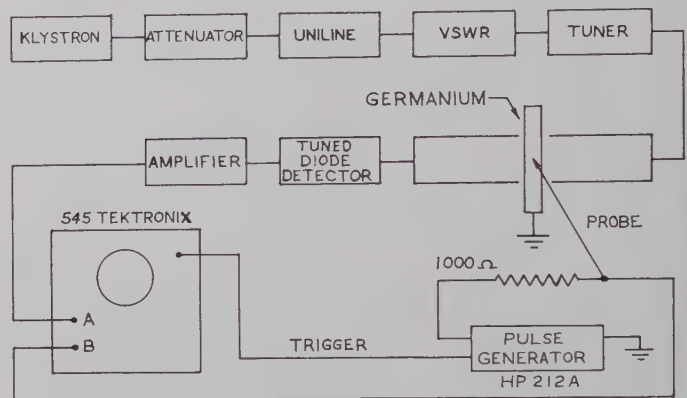 KLYSTRON
ATTENUATOR
UNILINE
VSWR
TUNER
GERMANIUM
AMPLIFIER
TUNED
DIODE
DETECTOR
PROBE
545 TEKTRONIX
1000 Ω
A
B
TRIGGER
PULSE
GENERATOR
HP 212A